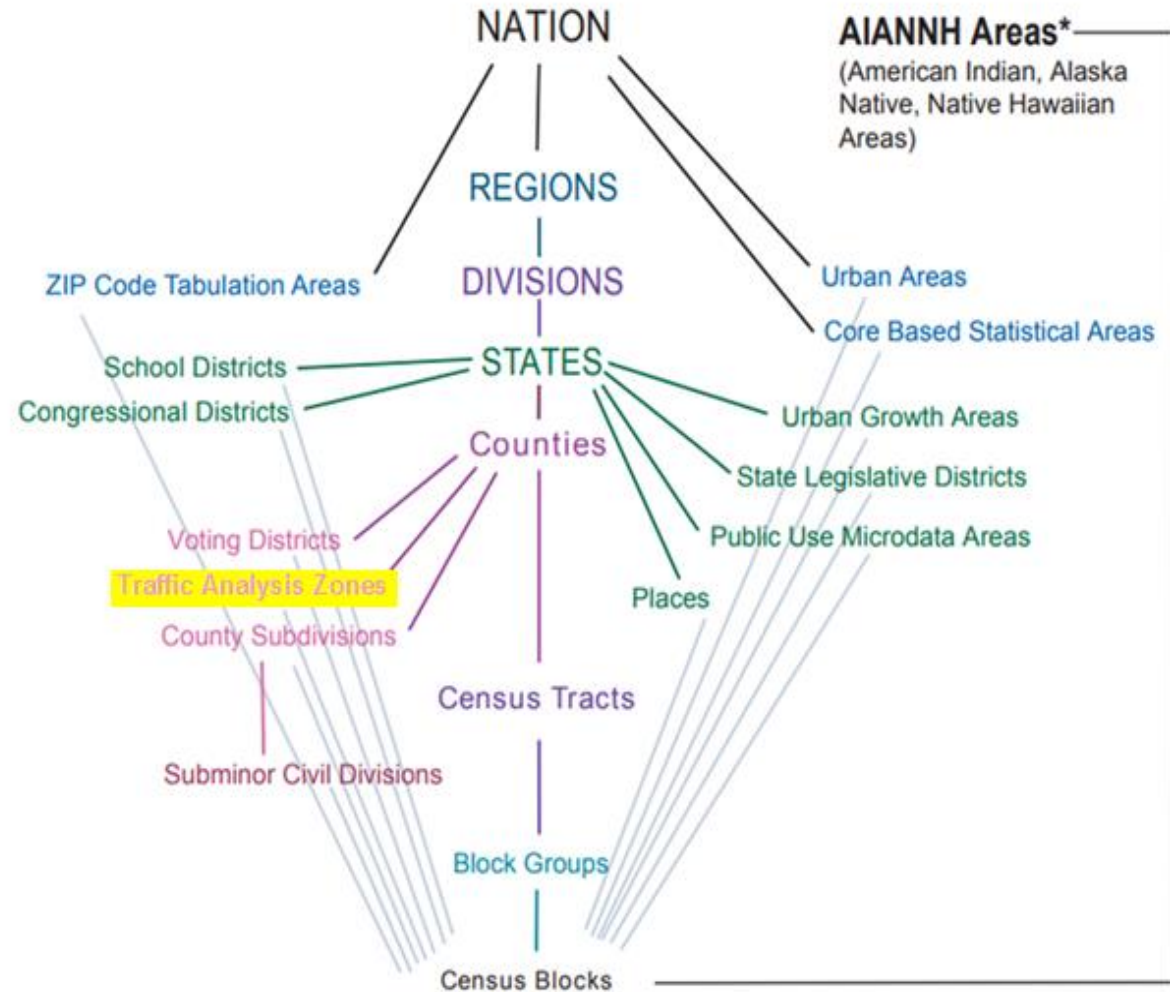 NATION
AIANNH Areas*
(American Indian, Alaska
Native, Native Hawaiian
Areas)
REGIONS
ZIP Code Tabulation Areas
DIVISIONS
Urban Areas
Core Based Statistical Areas
School Districts
STATES
Congressional Districts
Urban Growth Areas
Counties
State Legislative Districts
Voting Districts
Public Use Microdata Areas
Traffic Analysis Zones
Places
County Subdivisions
Census Tracts
Subminor Civil Divisions
Block Groups
Census Blocks